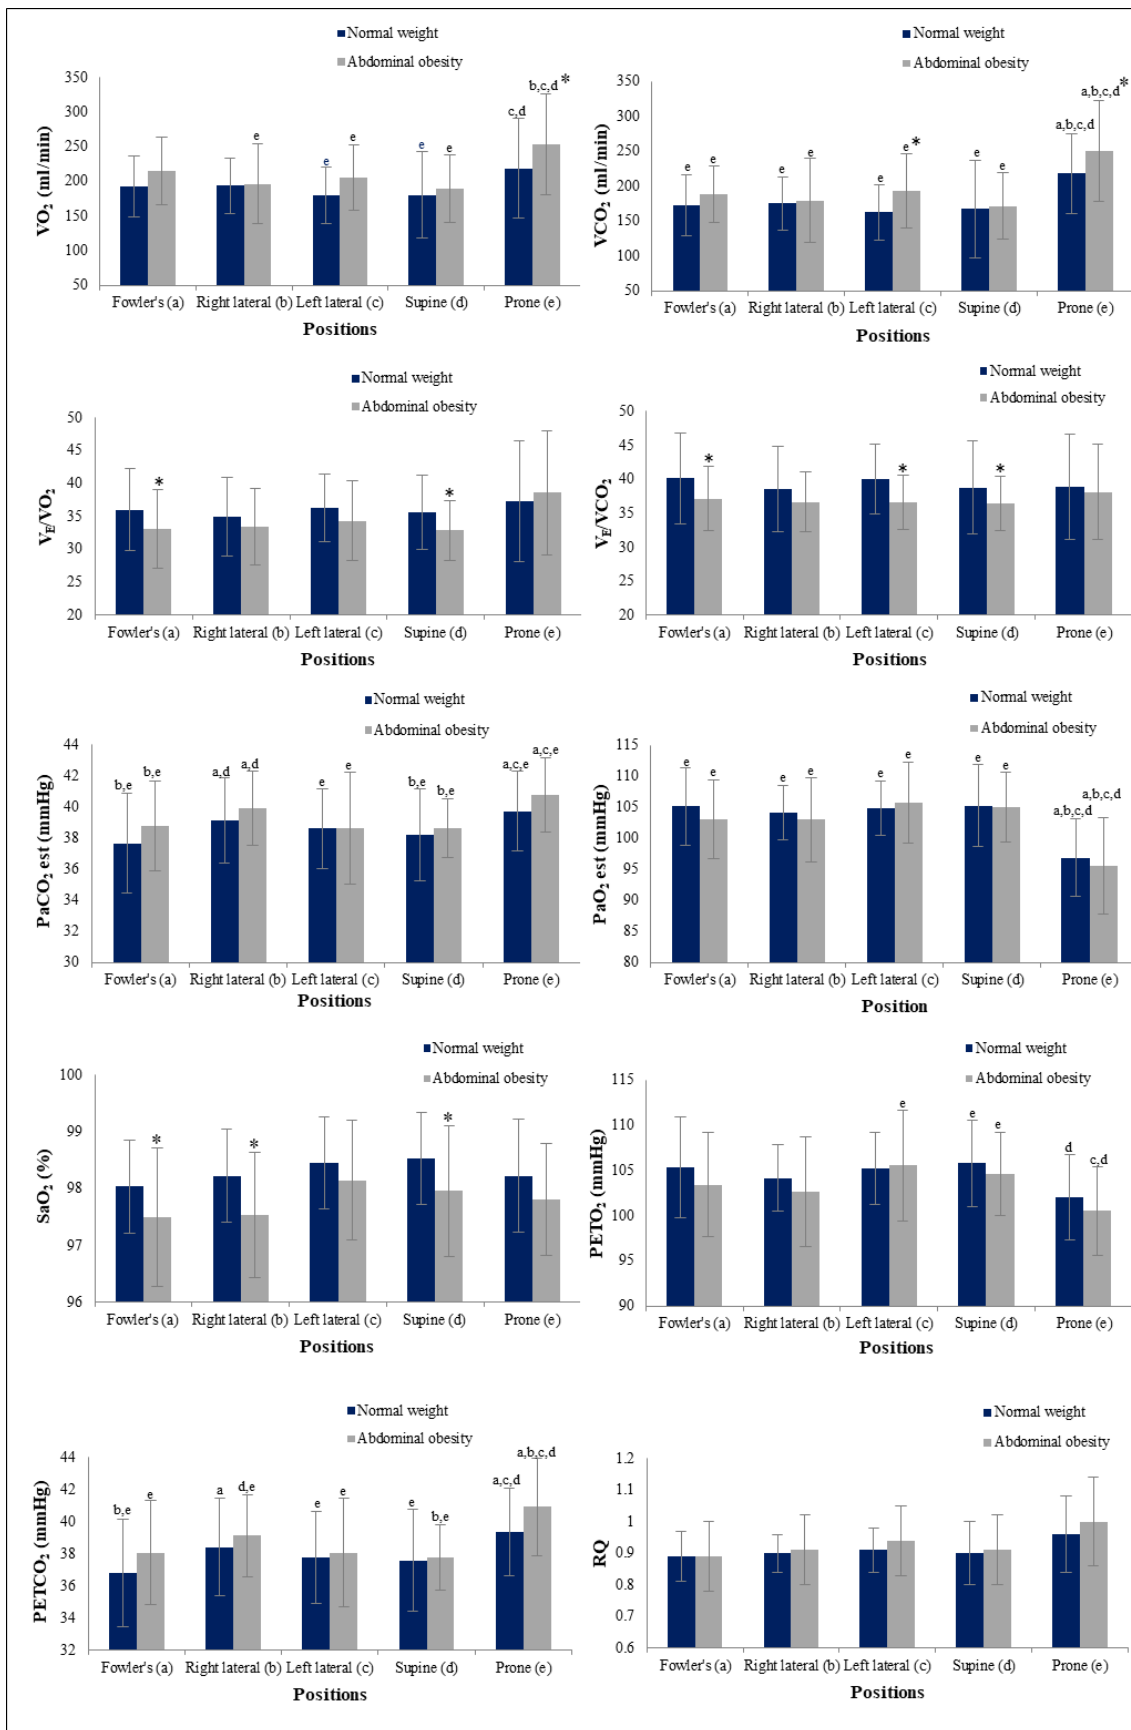 Normal weight
Abdominal obesity
350
300
250
200
150
100
50
VO2 (ml/min)
e
e
e
e
e
c,d
b,c,d *
Fowler's (a) Right lateral (b) Left lateral (c) Supine (d) Prone (e)
Positions
Normal weight
Abdominal obesity
350
300
250
200
150
100
50
VCO2 (ml/min)
e e
e e
e e *
e e
a,b,c,d
a,b,c,d *
Fowler's (a) Right lateral (b) Left lateral (c) Supine (d) Prone (e)
Positions
Normal weight
Abdominal obesity
50
45
40
35
30
25
20
VE/VO2
*
*
Fowler's (a) Right lateral (b) Left lateral (c) Supine (d) Prone (e)
Positions
Normal weight
Abdominal obesity
50
45
40
35
30
25
20
VE/VCO2
*
*
*
Fowler's (a) Right lateral (b) Left lateral (c) Supine (d) Prone (e)
Positions
Normal weight
Abdominal obesity
44
42
40
38
36
34
32
30
PaCO2 est (mmHg)
b,e b,e
a,d a,d
e e
b,e b,e
a,c,e a,c,e
Fowler's (a) Right lateral (b) Left lateral (c) Supine (d) Prone (e)
Positions
Normal weight
Abdominal obesity
115
110
105
100
95
90
85
80
PaO2 est (mmHg)
e e
e e
e e
e e
a,b,c,d
a,b,c,d
Fowler's (a) Right lateral (b) Left lateral (c) Supine (d) Prone (e)
Position
Normal weight
Abdominal obesity
100
99
98
97
96
SaO2 (%)
*
*
*
Fowler's (a) Right lateral (b) Left lateral (c) Supine (d) Prone (e)
Positions
Normal weight
Abdominal obesity
115
110
105
100
95
90
PETO2 (mmHg)
e
e e
d c,d
Fowler's (a) Right lateral (b) Left lateral (c) Supine (d) Prone (e)
Positions
Normal weight
Abdominal obesity
44
42
40
38
36
34
32
PETCO2 (mmHg)
b,e e
a d,e
e e
e b,e
a,c,d
a,b,c,d
Fowler's (a) Right lateral (b) Left lateral (c) Supine (d) Prone (e)
Positions
Normal weight
Abdominal obesity
1.2
1.1
1
0.9
0.8
0.7
0.6
RQ
Fowler's (a) Right lateral (b) Left lateral (c) Supine (d) Prone (e)
Positions